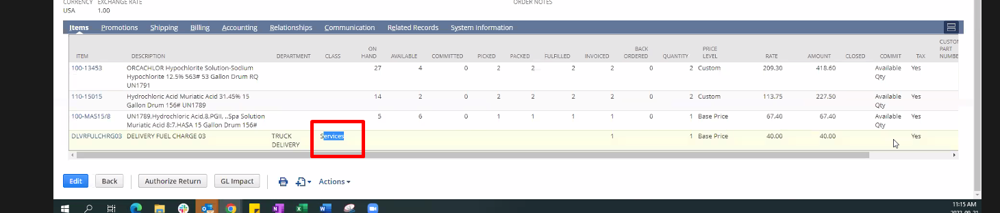 CURRENCY EXCHANGE RATE ORDER NOTES
USA 1.00
Items Promotions Shipping Billing Accounting Relationships Communication Related Records System Information
ITEM DESCRIPTION DEPARTMENT CLASS ON HAND AVAILABLE COMMITTED PICKED PACKED FULFILLED INVOICED BACK ORDERED QUANTITY PRICE LEVEL RATE AMOUNT CLOSED COMMIT TAX CUSTOM PART NUMBE
100-13453 ORCACHLOR Hypochlorite Solution-Sodium 27 4 0 2 2 2 2 0 2 Custom 209.30 418.60 Available Yes
Hypochlorite 12.5% 563# 53 Gallon Drum RQ Qty
UN1791
110-15015 Hydrochloric Acid Muriatic Acid 31.45% 15 14 2 0 2 2 2 2 0 2 Custom 113.75 227.50 Available Yes
Gallon Drum 156# UN1789 Qty
100-MAS15/8 UN1789,Hydrochloric Acid,8,PGII, ..Spa Solution 5 6 0 1 1 1 1 0 1 Base Price 67.40 67.40 Available Yes
Muriatic Acid 8:7.HASA 15 Gallon Drum 156# Qty
DLVRFULCHRG03 DELIVERY FUEL CHARGE 03 TRUCK Services 1 1 Base Price 40.00 40.00 Yes
DELIVERY
Edit Back Authorize Return GL Impact Actions
11:15 AM
2022-09-21